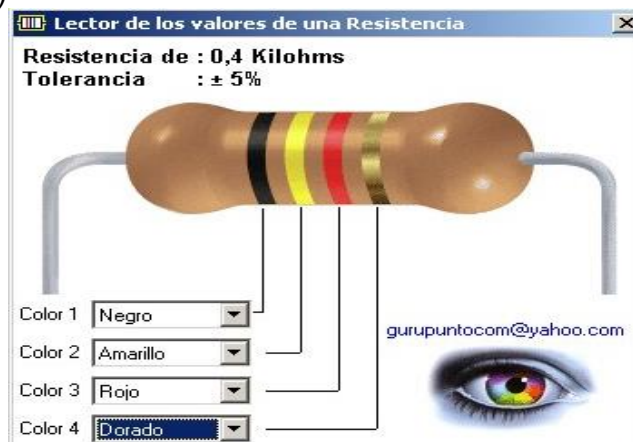 Lector de los valores de una Resistencia
Resistencia de : 0,4 Kilohms
Tolerancia : ± 5%
Color 1 Negro
gurupuntocom@yahoo.com
Color 2 Amarillo
Color 3 Rojo
Color 4 Dorado